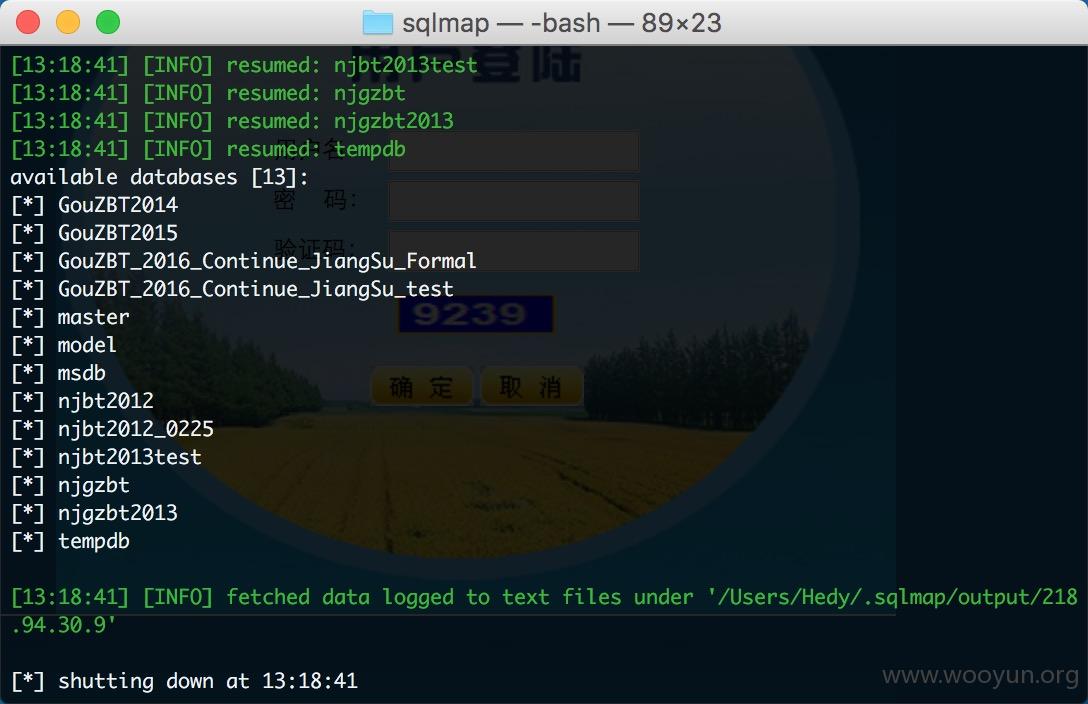 sqlmap — -bash — 89×23
用户登陆
[13:18:41] [INFO] resumed: njbt2013test
[13:18:41] [INFO] resumed: njgzbt
[13:18:41] [INFO] resumed: njgzbt2013
[13:18:41] [INFO] resumed: tempdb
用户名:
available databases [13]:
[*] GouZBT2014
密 码:
[*] GouZBT2015
验证码:
[*] GouZBT_2016_Continue_JiangSu_Formal
[*] GouZBT_2016_Continue_JiangSu_test
[*] master
9239
[*] model
[*] msdb
确 定 取 消
[*] njbt2012
[*] njbt2012_0225
[*] njbt2013test
[*] njgzbt
[*] njgzbt2013
[*] tempdb
[13:18:41] [INFO] fetched data logged to text files under '/Users/Hedy/.sqlmap/output/218
.94.30.9'
[*] shutting down at 13:18:41
www.wooyun.org